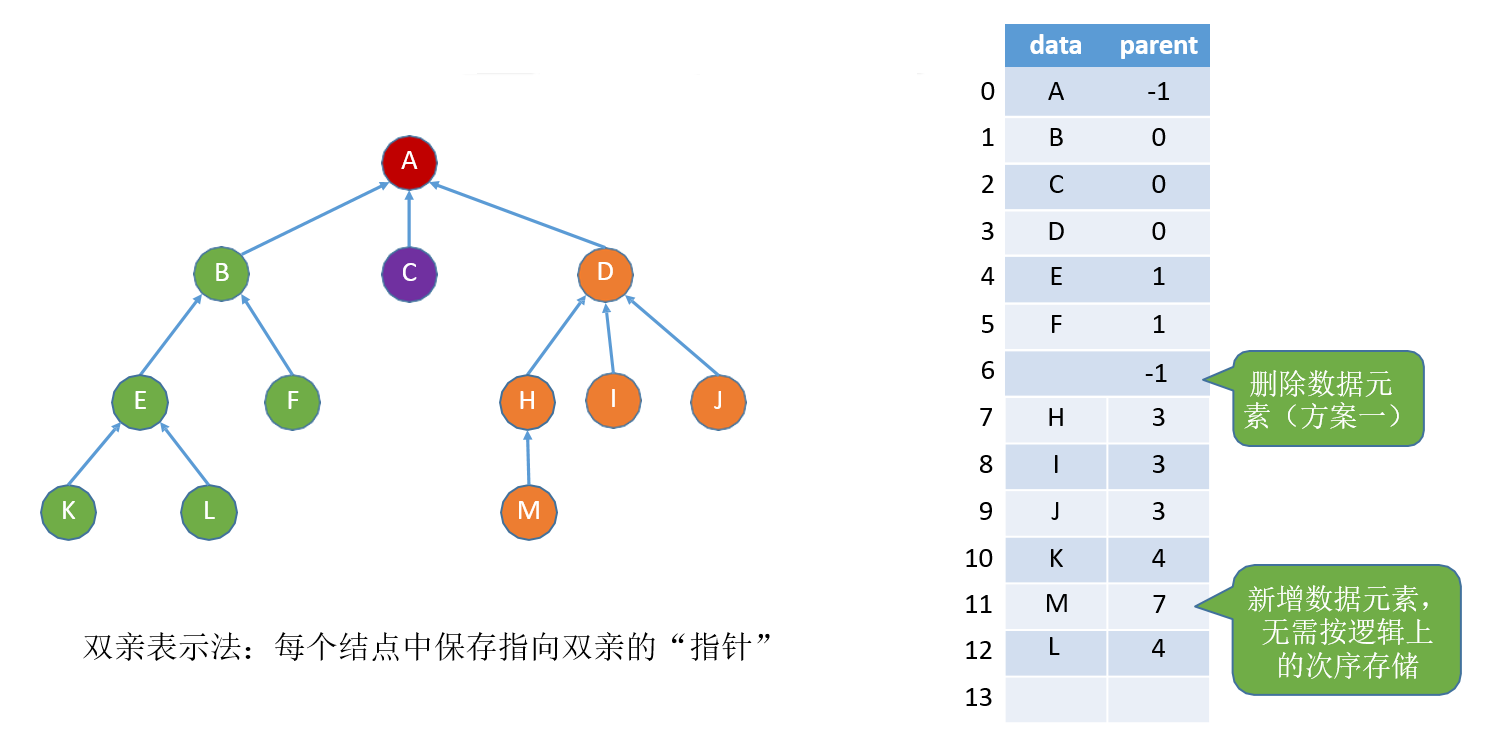 A
B
C
D
E
F
H
I
J
K
L
M
双亲表示法：每个结点中保存指向双亲的“指针”
data parent
0 A -1
1 B 0
2 C 0
3 D 0
4 E 1
5 F 1
6 -1
7 H 3
8 I 3
9 J 3
10 K 4
11 M 7
12 L 4
13
删除数据元
素（方案一）
新增数据元素，
无需按逻辑上
的次序存储